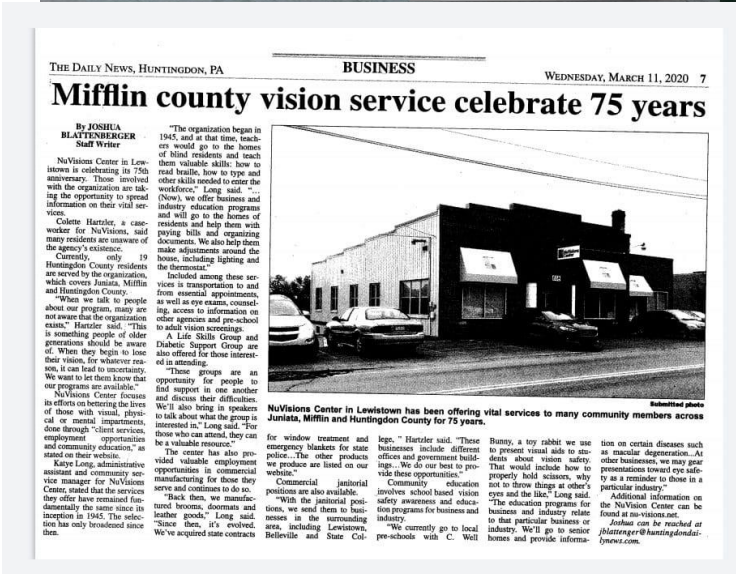 THE DAILY NEWS, HUNTINGDON, PA
BUSINESS
WEDNESDAY, MARCH 11, 2020 7
Mifflin county vision service celebrate 75 years
By JOSHUA
BLATTENBERGER
Staff Writer
NuVisions Center in Lew-
istown is celebrating its 75th
anniversary. Those involved
with the organization are tak-
ing the opportunity to spread
information on their vital ser-
vices.
Colette Hartzler, a case-
worker for NuVisions, said
many residents are unaware of
the agency's existence.
Currently, only 19
Huntingdon County residents
are served by the organization,
which covers Juniata, Mifflin
and Huntingdon County.
"When we talk to people
about our program, many are
not aware that the organization
exists," Hartzler said. "This
is something people of older
generations should be aware
of. When they begin to lose
their vision, for whatever rea-
son, it can lead to uncertainty.
We want to let them know that
our programs are available."
NuVisions Center focuses
its efforts on bettering the lives
of those with visual, physi-
cal or mental impairments,
done through "client services,
employment opportunities
and community education," as
stated on their website.
Katye Long, administrative
assistant and community ser-
vice manager for NuVisions
Center, stated that the services
they offer have remained fun-
damentally the same since its
inception in 1945. The selec-
tion has only broadened since
then.
"The organization began in
1945, and at that time, teach-
ers would go to the homes
of blind residents and teach
them valuable skills: how to
read braille, how to type and
other skills needed to enter the
workforce," Long said. "...
(Now), we offer business and
industry education programs
and will go to the homes of
residents and help them with
paying bills and organizing
documents. We also help them
make adjustments around the
house, including lighting and
the thermostat."
Included among these ser-
vices is transportation to and
from essential appointments,
as well as eye exams, counsel-
ing, access to information on
other agencies and pre-school
to adult vision screenings.
A Life Skills Group and
Diabetic Support Group are
also offered for those interest-
ed in attending.
"These groups are an
opportunity for people to
find support in one another
and discuss their difficulties.
We'll also bring in speakers
to talk about what the group is
interested in," Long said. "For
those who can attend, they can
be a valuable resource."
The center has also pro-
vided valuable employment
opportunities in commercial
manufacturing for those they
serve and continues to do so.
"Back then, we manufac-
tured brooms, doormats and
leather goods," Long said.
"Since then, it's evolved.
We've acquired state contracts
Submitted photo
NuVisions Center in Lewistown has been offering vital services to many community members across
Juniata, Mifflin and Huntingdon County for 75 years.
for window treatment and
emergency blankets for state
police...The other products
we produce are listed on our
website."
Commercial janitorial
positions are also available.
"With the janitorial posi-
tions, we send them to busi-
nesses in the surrounding
area, including Lewistown,
Belleville and State Col-
lege, " Hartzler said. "These
businesses include different
offices and government build-
ings...We do our best to pro-
vide these opportunities."
Community education
involves school based vision
safety awareness and educa-
tion programs for business and
industry.
"We currently go to local
pre-schools with C. Well
Bunny, a toy rabbit we use
to present visual aids to stu-
dents about vision safety.
That would include how to
properly hold scissors, why
not to throw things at other's
eyes and the like," Long said.
"The education programs for
business and industry relate
to that particular business or
industry. We'll go to senior
homes and provide informa-
tion on certain diseases such
as macular degeneration...At
other businesses, we may gear
presentations toward eye safe-
ty as a reminder to those in a
particular industry."
Additional information on
the NuVision Center can be
found at nu-visions.net.
Joshua can be reached at
jblattenger@huntingdondai-
lynews.com.